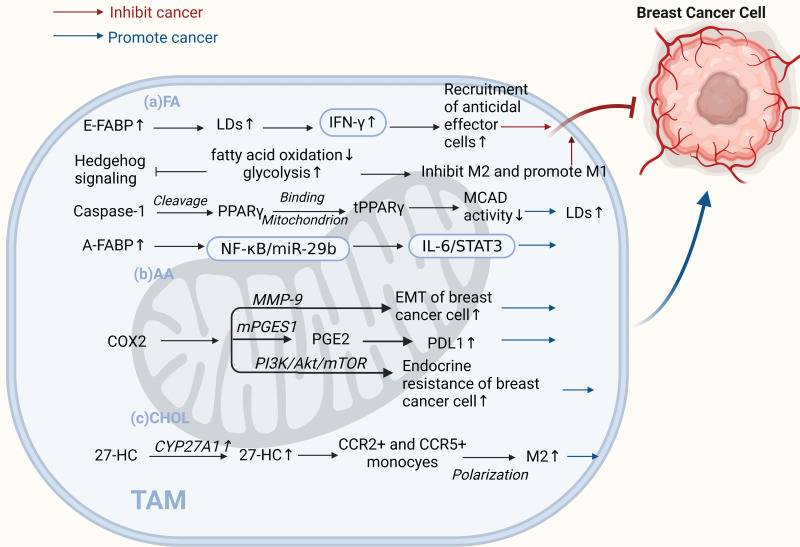 Inhibit cancer
Promote cancer
Breast Cancer Cell
(a)FA
E-FABP↑
LDs↑
IFN-γ↑
Recruitment
of anticidal
effector
cells↑
Hedgehog
signaling
fatty acid oxidation↓
glycolysis↑
Inhibit M2 and promote M1
Caspase-1
Cleavage
PPARγ
Binding
Mitochondrion
tPPARγ
MCAD
activity↓
LDs↑
A-FABP↑
NF-κB/miR-29b
IL-6/STAT3
(b)AA
COX2
MMP-9
EMT of breast
cancer cell↑
mPGES1
PGE2
PDL1↑
PI3K/Akt/mTOR
Endocrine
resistance of breast
cancer cell↑
(c)CHOL
27-HC
CYP27A1↑
27-HC↑
CCR2+ and CCR5+
monocyes
Polarization
M2↑
TAM